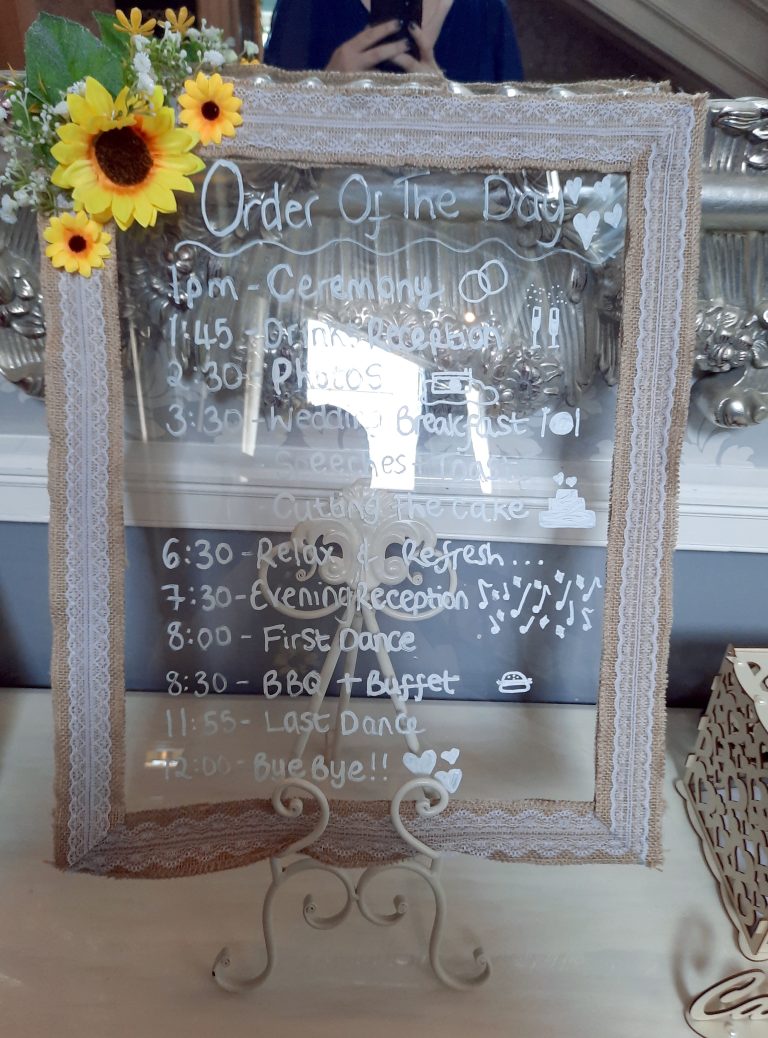 Order Of The Day
1pm - Ceremony
1:45 - Drinks Reception
2:30 - Photos
3:30 - Wedding Breakfast
Speeches +
Cutting The Cake
6:30 - Relax & Refresh...
7:30 - Evening Reception
8:00 - First Dance
8:30 - BBQ + Buffet
11:55 - Last Dance
12:00 - Bye Bye!!
Ca